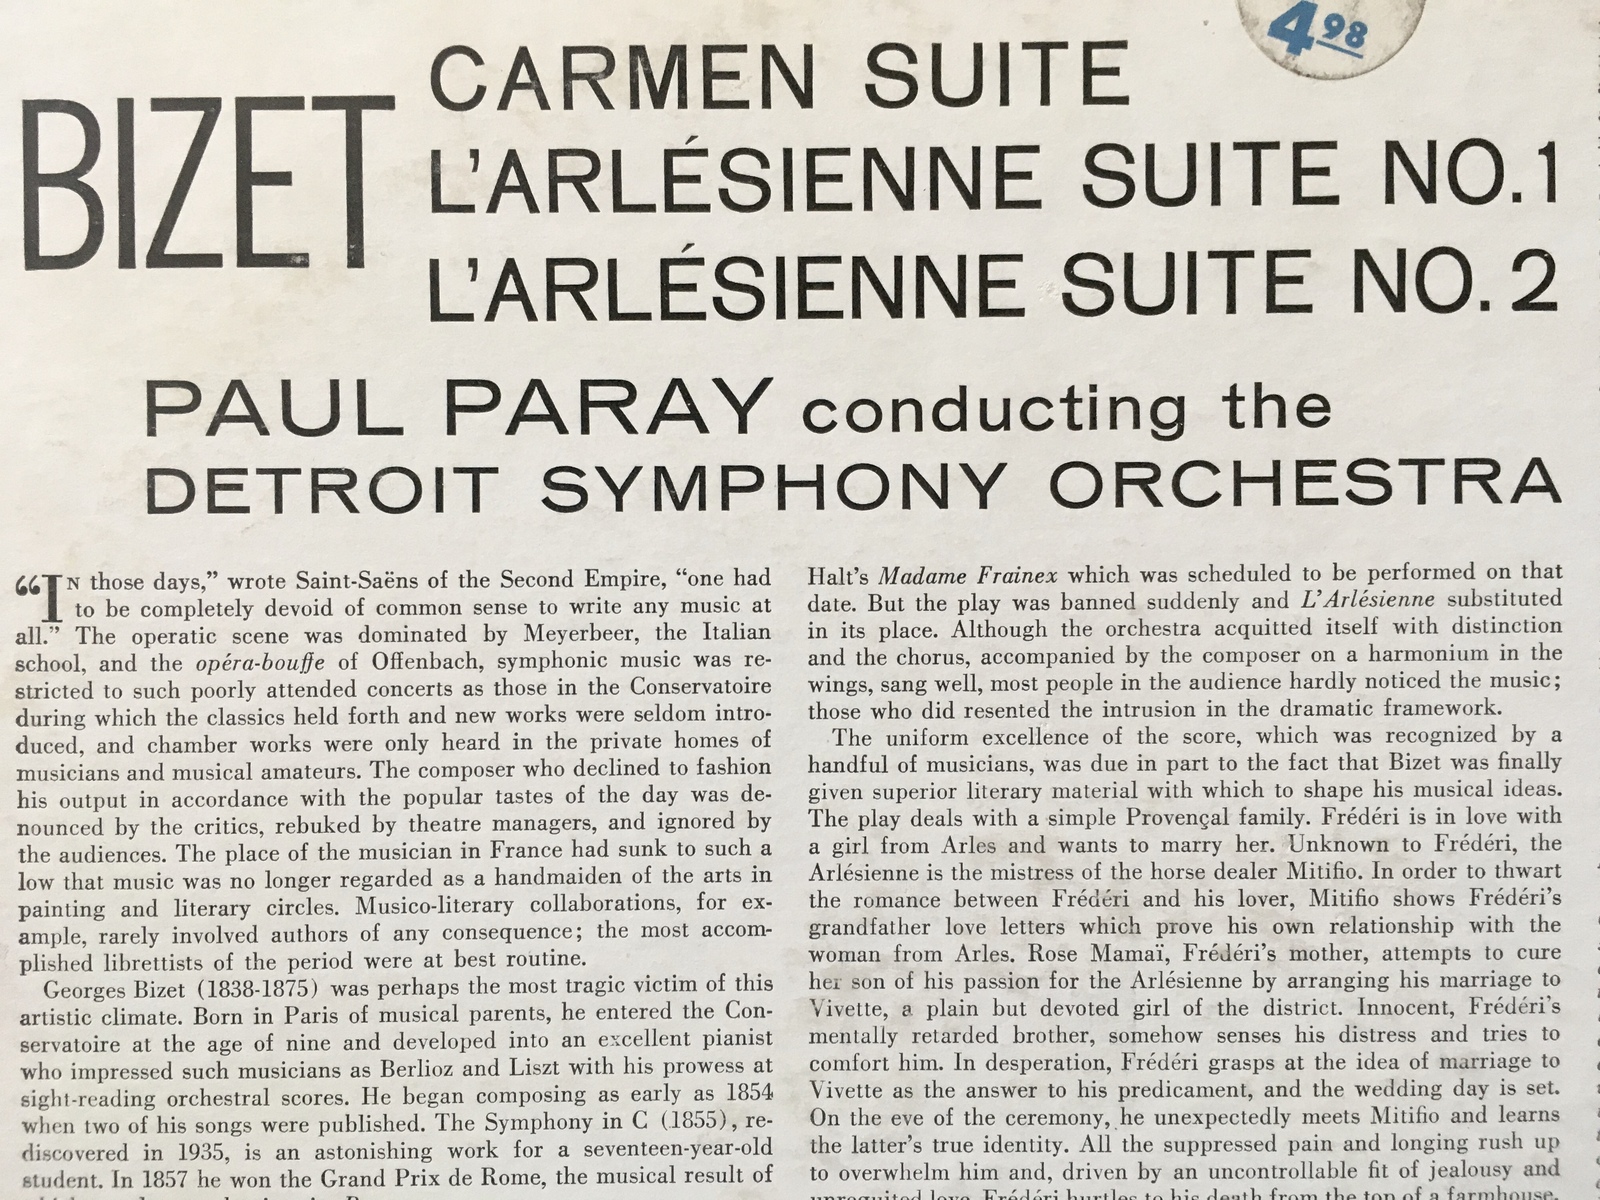 4 98
BIZET
CARMEN SUITE
L'ARLÉSIENNE SUITE NO. 1
L'ARLÉSIENNE SUITE NO. 2
PAUL PARAY conducting the
DETROIT SYMPHONY ORCHESTRA
“IN those days,” wrote Saint-Saëns of the Second Empire, “one had
to be completely devoid of common sense to write any music at
all.” The operatic scene was dominated by Meyerbeer, the Italian
school, and the opéra-bouffe of Offenbach, symphonic music was re-
stricted to such poorly attended concerts as those in the Conservatoire
during which the classics held forth and new works were seldom intro-
duced, and chamber works were only heard in the private homes of
musicians and musical amateurs. The composer who declined to fashion
his output in accordance with the popular tastes of the day was de-
nounced by the critics, rebuked by theatre managers, and ignored by
the audiences. The place of the musician in France had sunk to such a
low that music was no longer regarded as a handmaiden of the arts in
painting and literary circles. Musico-literary collaborations, for ex-
ample, rarely involved authors of any consequence; the most accom-
plished librettists of the period were at best routine.
Georges Bizet (1838-1875) was perhaps the most tragic victim of this
artistic climate. Born in Paris of musical parents, he entered the Con-
servatoire at the age of nine and developed into an excellent pianist
who impressed such musicians as Berlioz and Liszt with his prowess at
sight-reading orchestral scores. He began composing as early as 1854
when two of his songs were published. The Symphony in C (1855), re-
discovered in 1935, is an astonishing work for a seventeen-year-old
student. In 1857 he won the Grand Prix de Rome, the musical result of
Halt's Madame Frainex which was scheduled to be performed on that
date. But the play was banned suddenly and L'Arlésienne substituted
in its place. Although the orchestra acquitted itself with distinction
and the chorus, accompanied by the composer on a harmonium in the
wings, sang well, most people in the audience hardly noticed the music;
those who did resented the intrusion in the dramatic framework.
The uniform excellence of the score, which was recognized by a
handful of musicians, was due in part to the fact that Bizet was finally
given superior literary material with which to shape his musical ideas.
The play deals with a simple Provençal family. Frédéri is in love with
a girl from Arles and wants to marry her. Unknown to Frédéri, the
Arlésienne is the mistress of the horse dealer Mitifio. In order to thwart
the romance between Frédéri and his lover, Mitifio shows Frédéri's
grandfather love letters which prove his own relationship with the
woman from Arles. Rose Mamaï, Frédéri's mother, attempts to cure
her son of his passion for the Arlésienne by arranging his marriage to
Vivette, a plain but devoted girl of the district. Innocent, Frédéri's
mentally retarded brother, somehow senses his distress and tries to
comfort him. In desperation, Frédéri grasps at the idea of marriage to
Vivette as the answer to his predicament, and the wedding day is set.
On the eve of the ceremony, he unexpectedly meets Mitifio and learns
the latter's true identity. All the suppressed pain and longing rush up
to overwhelm him and, driven by an uncontrollable fit of jealousy and
unrequited love, Frédéri hurtles to his death from the top of a farmhouse.